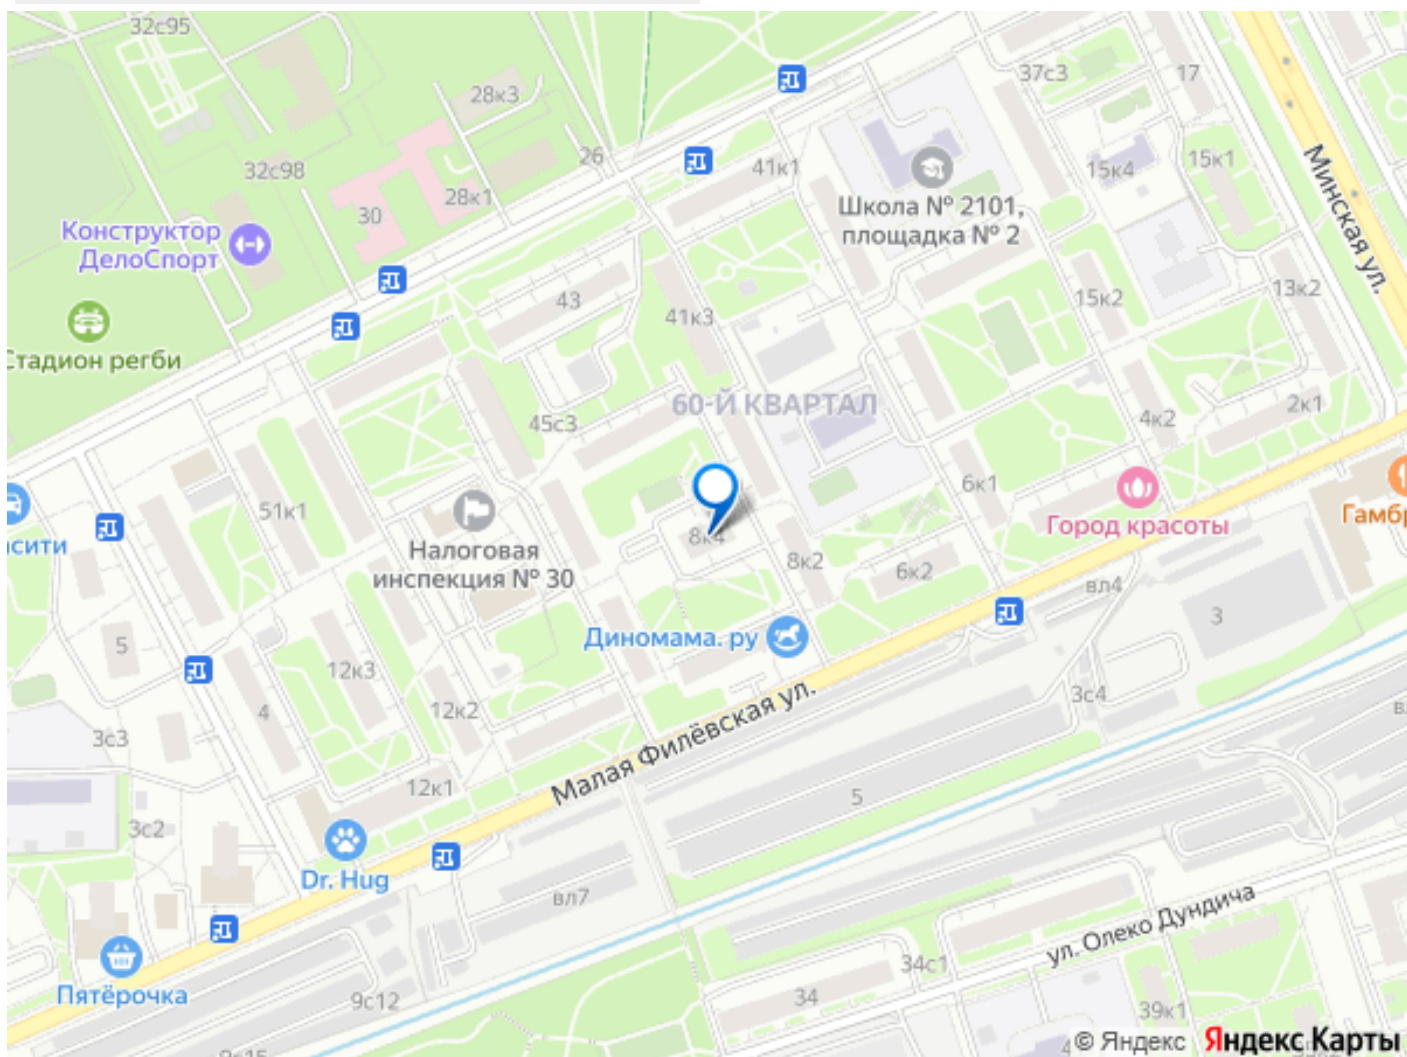 32с95
28к3
37с3
17
26
41к1
15к4
15к1
32с98
28к1
30
Школа № 2101,
площадка № 2
Минская ул.
Конструктор
ДелоСпорт
43
41к3
15к2
13к2
Стадион регби
60-Й КВАРТАЛ
45с3
4к2
2к1
6к1
51к1
Город красоты
Гамбр
сити
Налоговая
инспекция № 30
8к4
8к2
6к2
вл4
3
5
Диномама. ру
12к3
12к2
4
3с3
3с4
Малая Филёвская ул.
12к1
5
3с2
Dr. Hug
вл7
ул. Олеко Дундича
34с1
Пятёрочка
9с12
34
39к1
© Яндекс Яндекс Карты